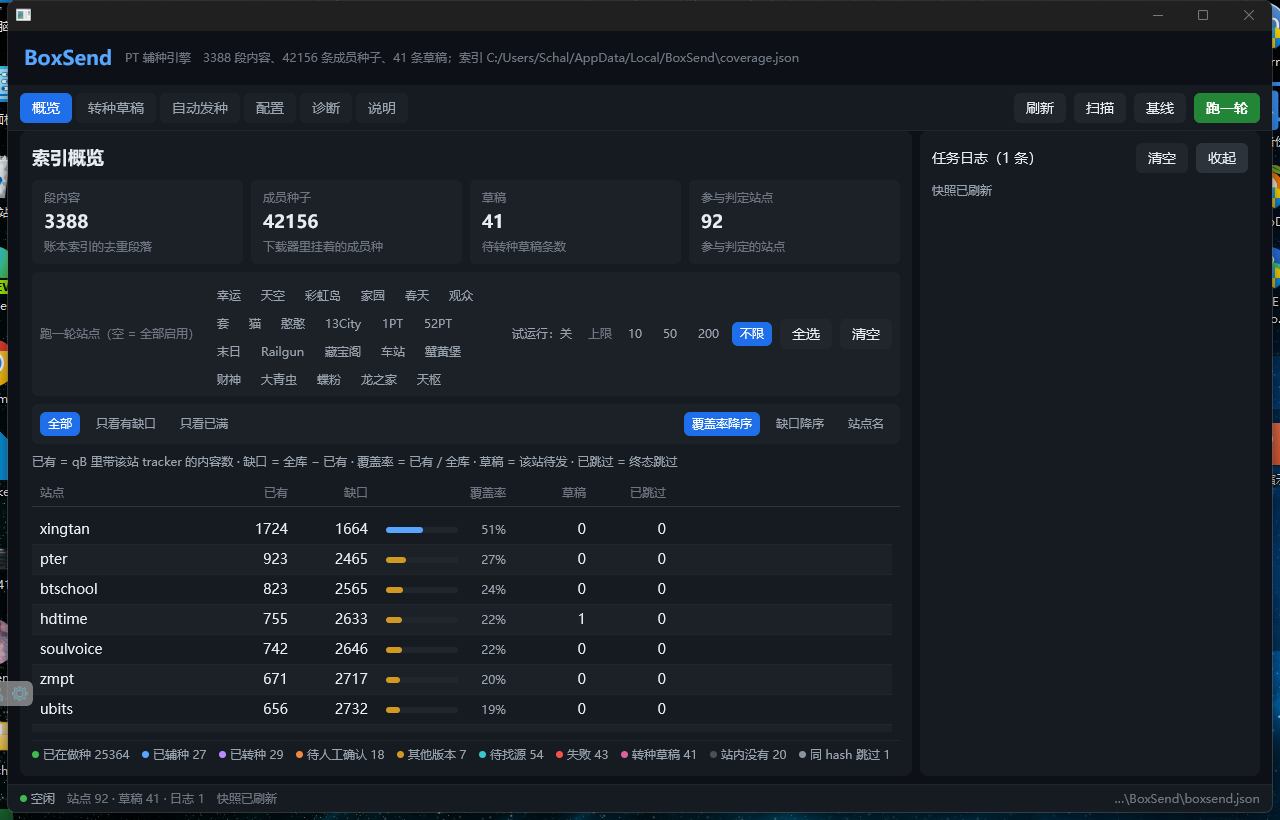 BoxSend PT 辅种引擎 3388 段内容、42156 条成员种子、41 条草稿；索引 C:/Users/Schal/AppData/Local/BoxSend\coverage.json
概览 转种草稿 自动发种 配置 诊断 说明 刷新 扫描 基线 跑一轮
索引概览
段内容 成员种子 草稿 参与判定站点
3388 42156 41 92
账本索引的去重段落 下载器里挂着的成员种 待转种草稿条数 参与判定的站点
跑一轮站点（空 = 全部启用）
幸运 天空 彩虹岛 家园 春天 观众
套 猫 憨憨 13City 1PT 52PT
末日 Railgun 藏宝阁 车站 蟹黄堡
财神 大青虫 蝶粉 龙之家 天枢
试运行：关 上限 10 50 200 不限 全选 清空
全部 只看有缺口 只看已满 覆盖率降序 缺口降序 站点名
已有 = qB 里带该站 tracker 的内容数 · 缺口 = 全库 − 已有 · 覆盖率 = 已有 / 全库 · 草稿 = 该站待发 · 已跳过 = 终态跳过
站点 已有 缺口 覆盖率 草稿 已跳过
xingtan 1724 1664 51% 0 0
pter 923 2465 27% 0 0
btschool 823 2565 24% 0 0
hdtime 755 2633 22% 1 0
soulvoice 742 2646 22% 0 0
zmpt 671 2717 20% 0 0
ubits 656 2732 19% 0 0
已在做种 25364 已辅种 27 已转种 29 待人工确认 18 其他版本 7 待找源 54 失败 43 转种草稿 41 站内没有 20 同 hash 跳过 1
任务日志（1 条） 清空 收起
快照已刷新
空闲 站点 92 · 草稿 41 · 日志 1 快照已刷新 ...\BoxSend\boxsend.json